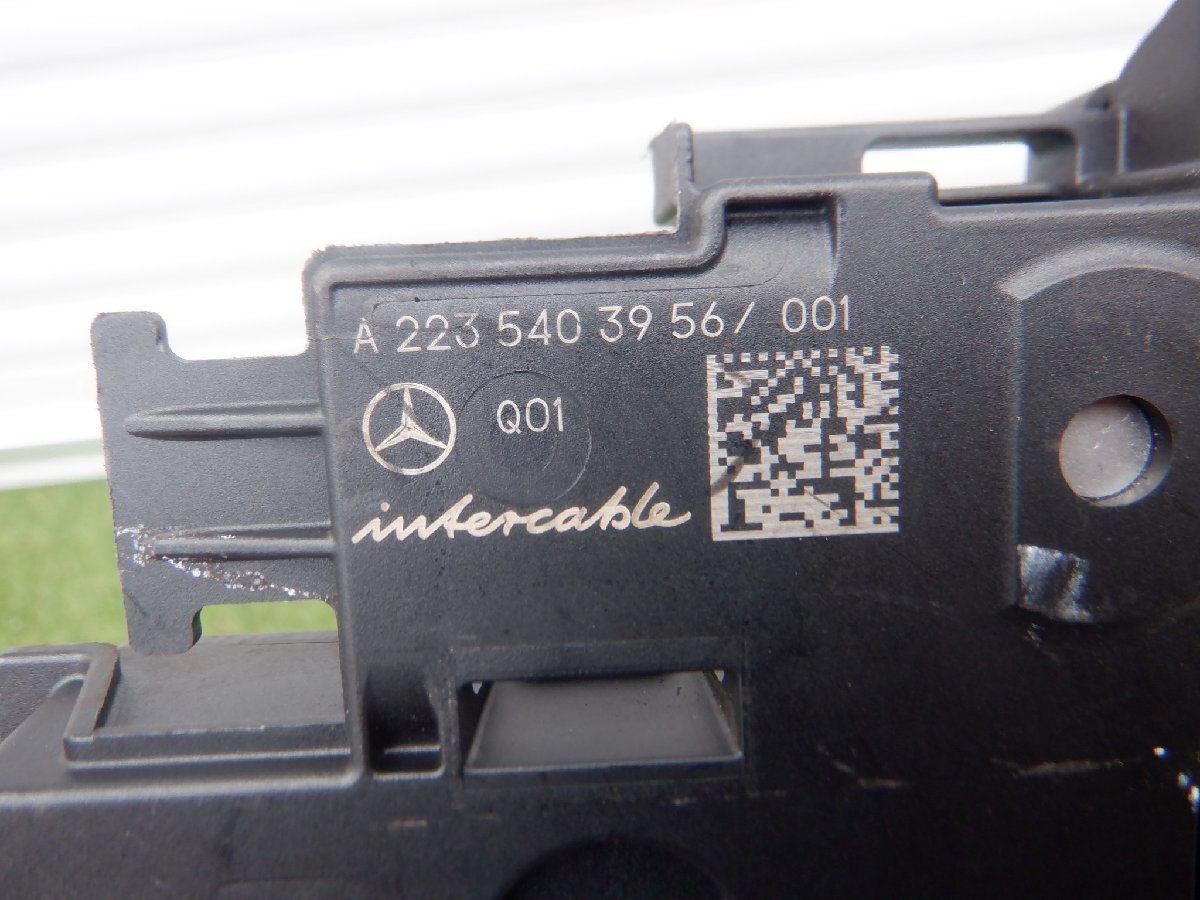 A 223 540 39 56/ 001
Q01
intercable